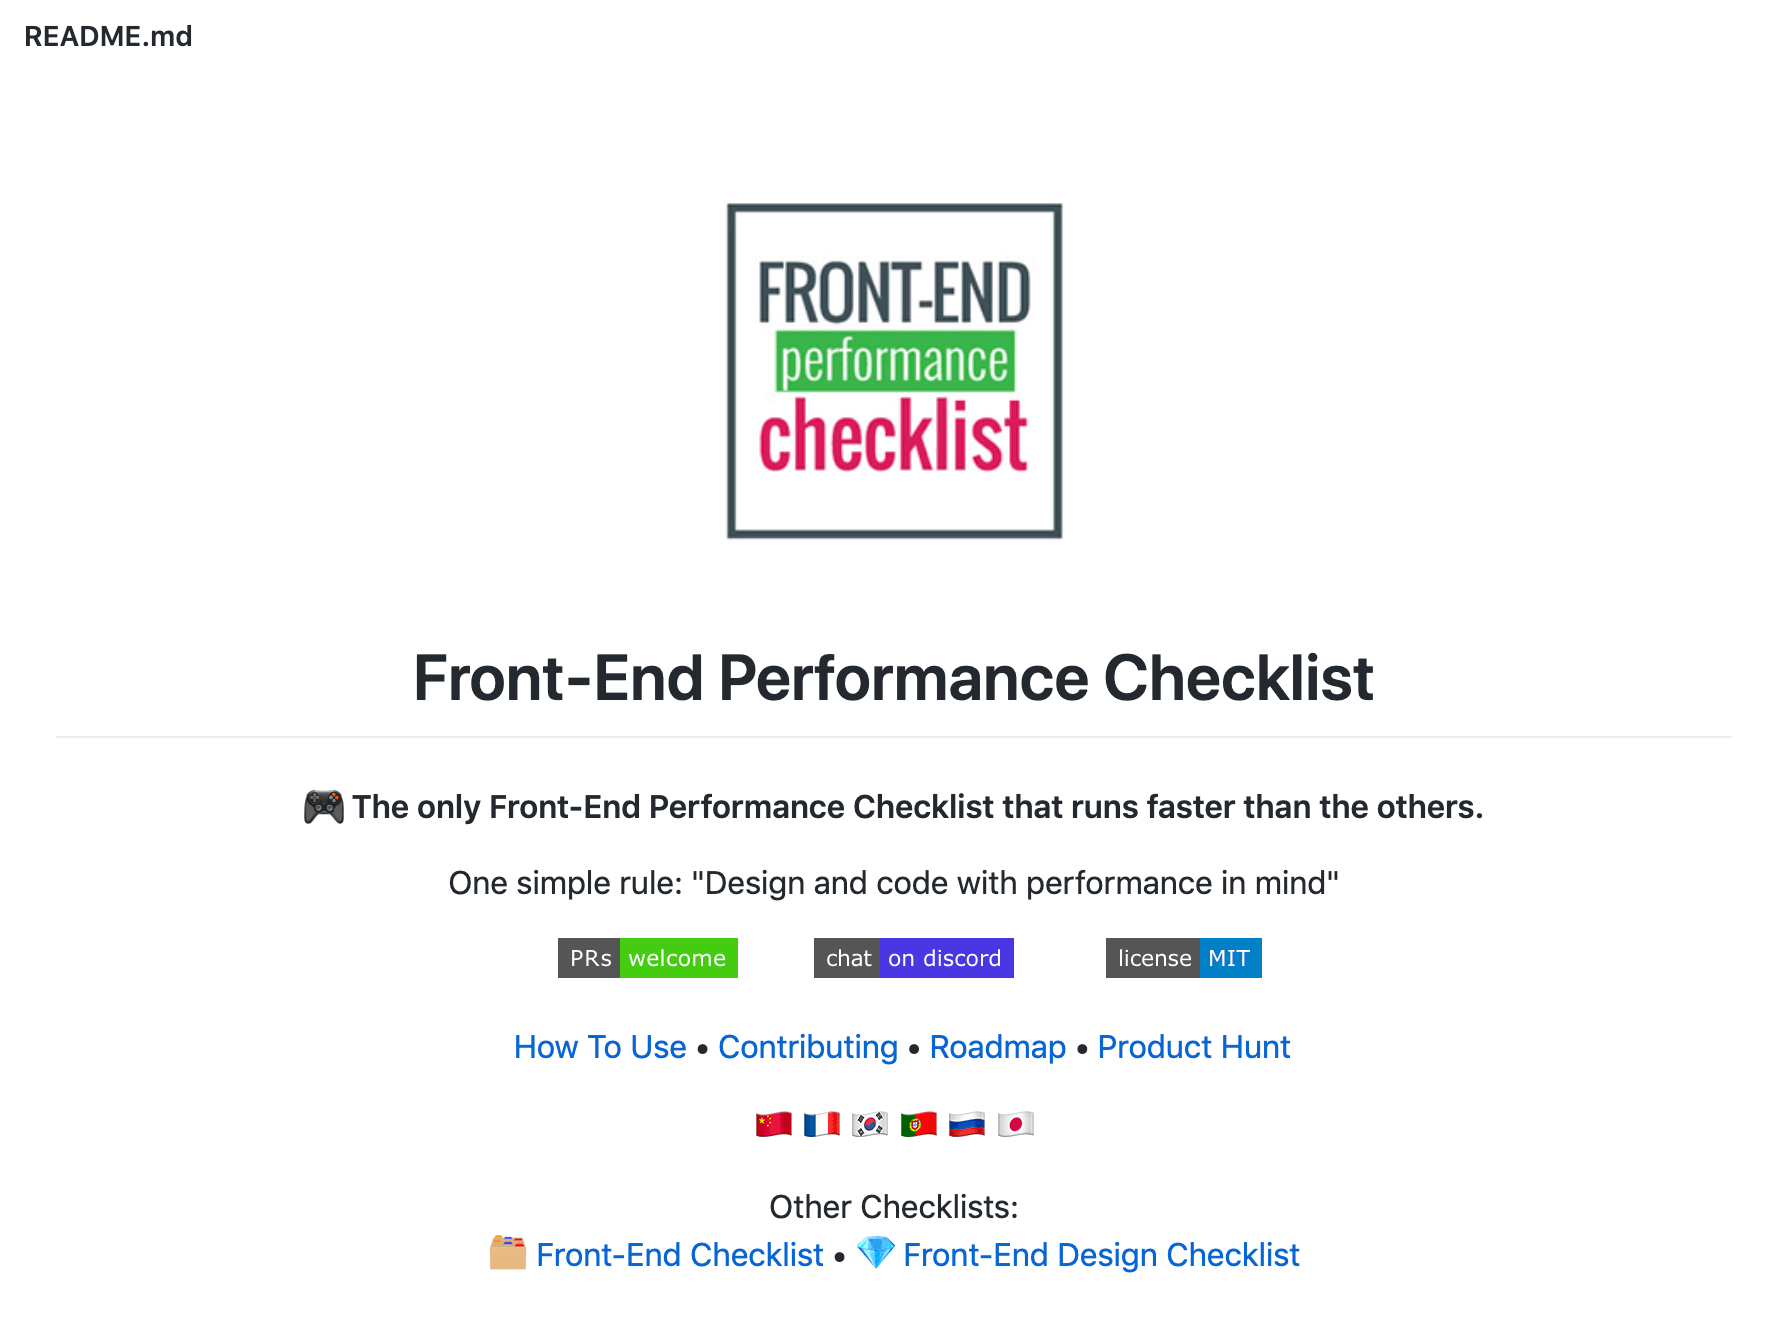 README.md
FRONT-END
performance
checklist
Front-End Performance Checklist
🎮 The only Front-End Performance Checklist that runs faster than the others.
One simple rule: "Design and code with performance in mind"
PRs welcome chat on discord license MIT
How To Use • Contributing • Roadmap • Product Hunt
🇨🇳 🇫🇷 🇰🇷 🇵🇹 🇷🇺 🇯🇵
Other Checklists:
🗂 Front-End Checklist • 💎 Front-End Design Checklist